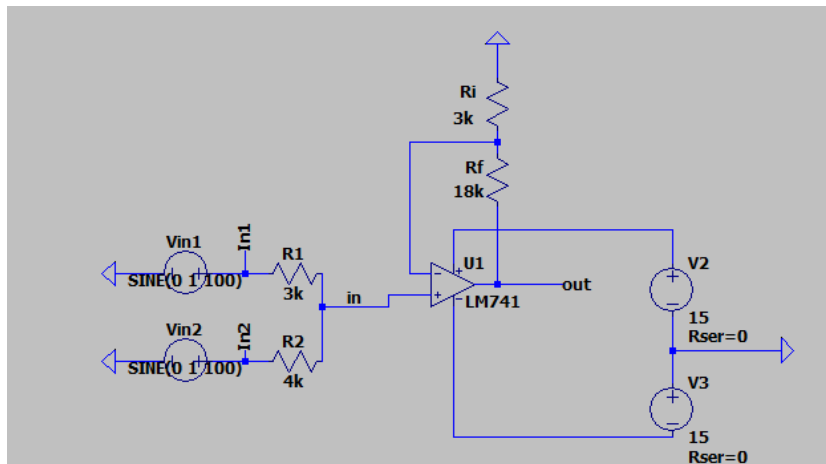 Ri
3k
Rf
18k
Vin1
In1
R1
SINE(0 1 100)
3k
in
U1
LM741
out
V2
15
Rser=0
Vin2
In2
R2
SINE(0 1 100)
4k
V3
15
Rser=0